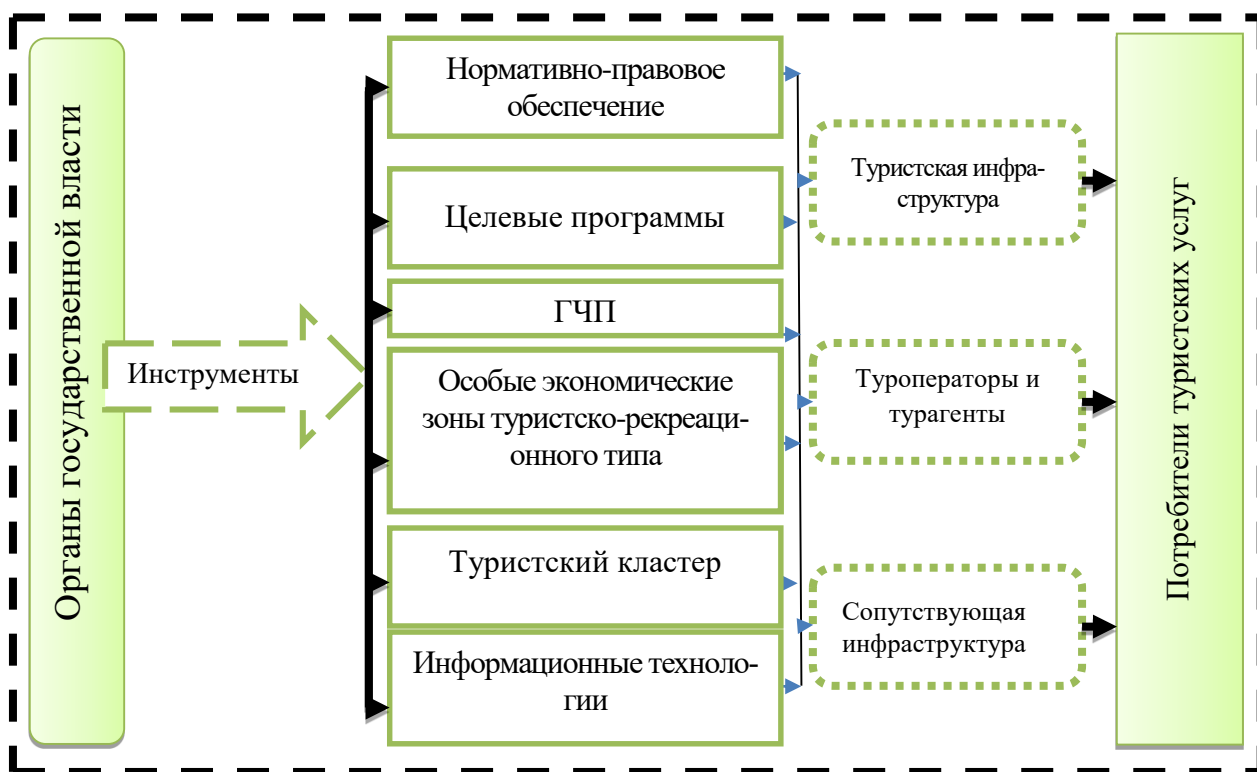 Органы государственной власти
Инструменты
Нормативно-правовое
обеспечение
Целевые программы
ГЧП
Особые экономические
зоны туристско-рекреаци-
онного типа
Туристский кластер
Информационные техноло-
гии
Туристская инфра-
структура
Туроператоры и
турагенты
Сопутствующая
инфраструктура
Потребители туристских услуг